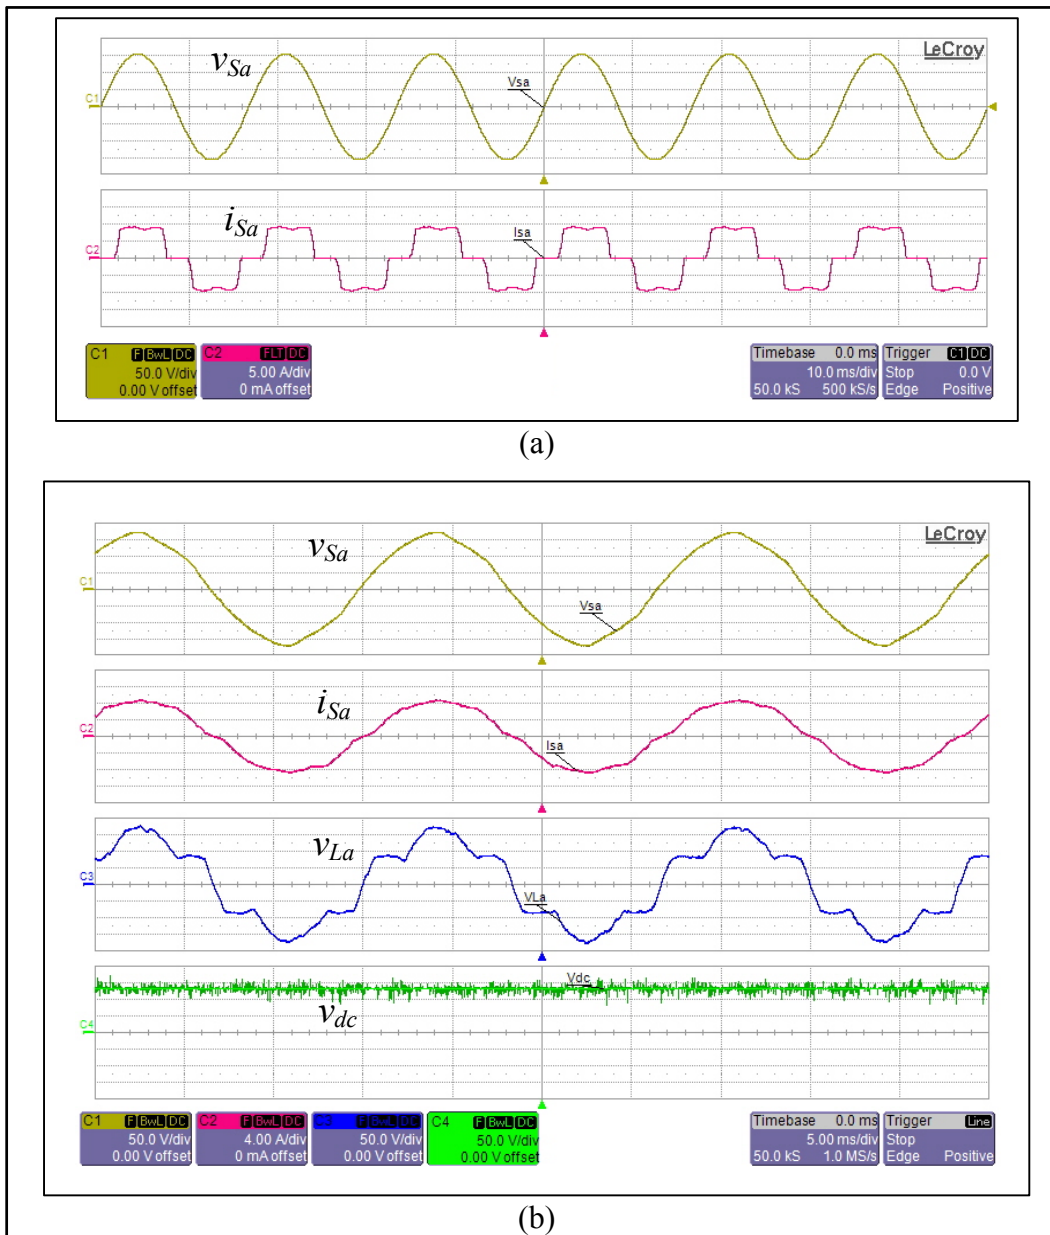 LeCroy
vSa
Vsa
C1
iSa
Isa
C2
C1 F BwL DC
50.0 V/div
0.00 V offset
C2 FLT DC
5.00 A/div
0 mA offset
Timebase 0.0 ms
10.0 ms/div
50.0 kS 500 kS/s
Trigger C1 DC
Stop 0.0 V
Edge Positive
(a)
LeCroy
vSa
C1
Vsa
iSa
C2
Isa
vLa
C3
VLa
Vdc
vdc
C4
C1 F BwL DC
50.0 V/div
0.00 V offset
C2 F BwL DC
4.00 A/div
0 mA offset
C3 F BwL DC
50.0 V/div
0.00 V offset
C4 F BwL DC
50.0 V/div
0.00 V offset
Timebase 0.0 ms
5.00 ms/div
50.0 kS 1.0 MS/s
Trigger Line
Stop
Edge Positive
(b)